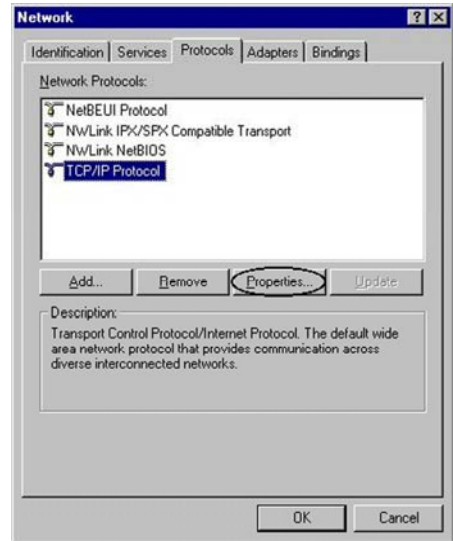 Network
Identification Services Protocols Adapters Bindings
Network Protocols:
NetBEUI Protocol
NWLink IPX/SPX Compatible Transport
NWLink NetBIOS
TCP/IP Protocol
Add... Remove Properties... Update
Description:
Transport Control Protocol/Internet Protocol. The default wide
area network protocol that provides communication across
diverse interconnected networks.
OK Cancel